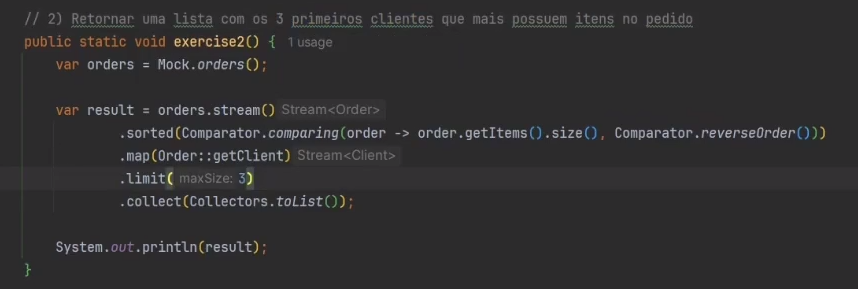 // 2) Retornar uma lista com os 3 primeiros clientes que mais possuem itens no pedido
public static void exercise2() { 1 usage
var orders = Mock.orders();
var result = orders.stream() Stream<Order>
.sorted(Comparator.comparing(order -> order.getItems().size(), Comparator.reverseOrder()))
.map(Order::getClient) Stream<Client>
.limit( maxSize: 3)
.collect(Collectors.toList());
System.out.println(result);
}